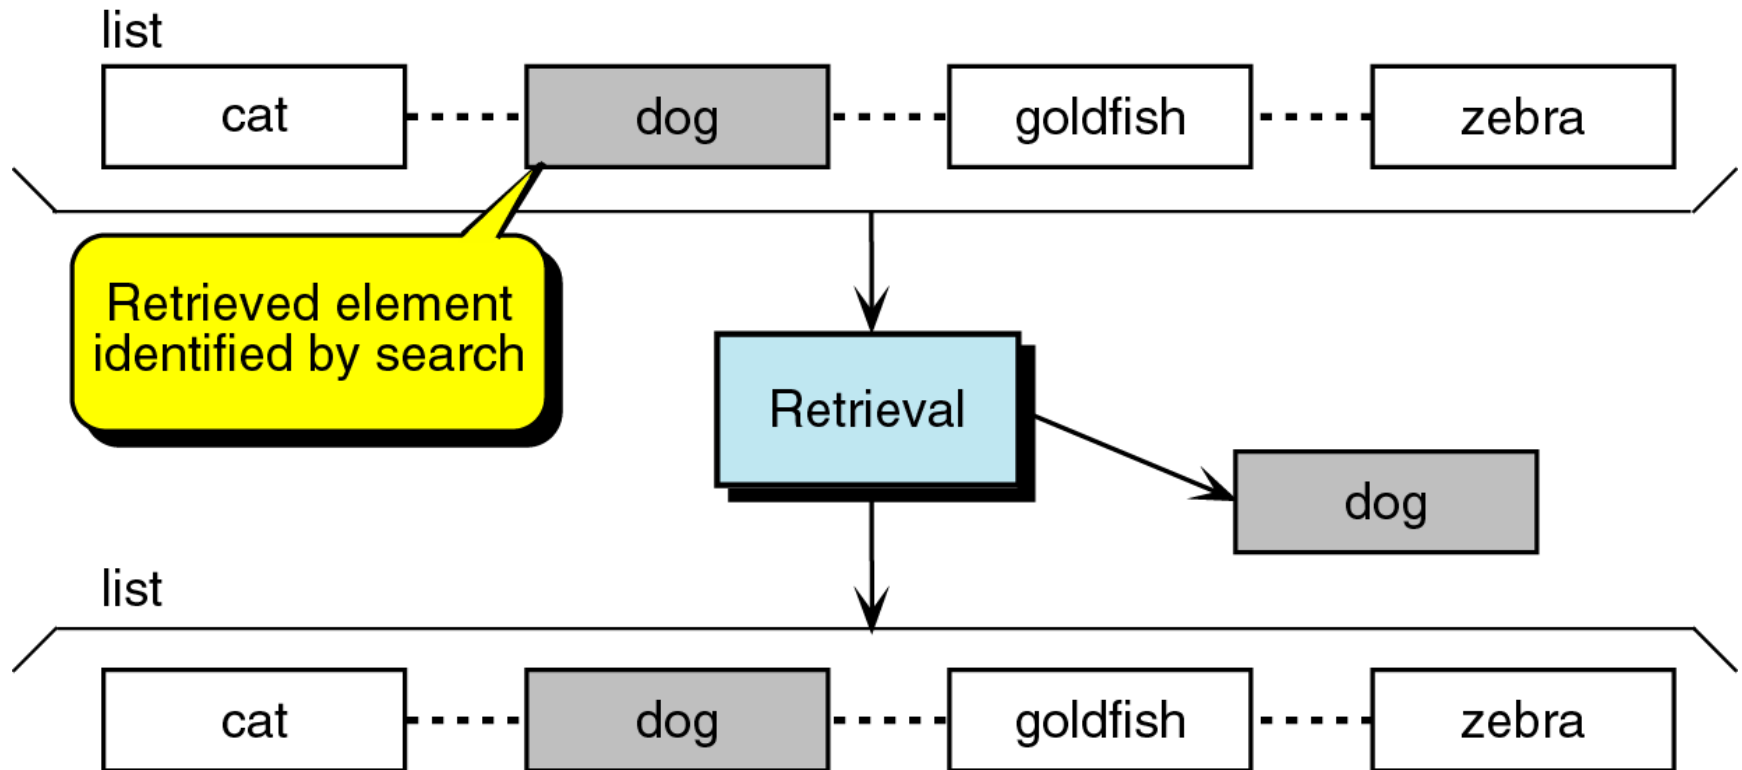 list
cat
dog
goldfish
zebra
Retrieved element
identified by search
Retrieval
dog
list
cat
dog
goldfish
zebra